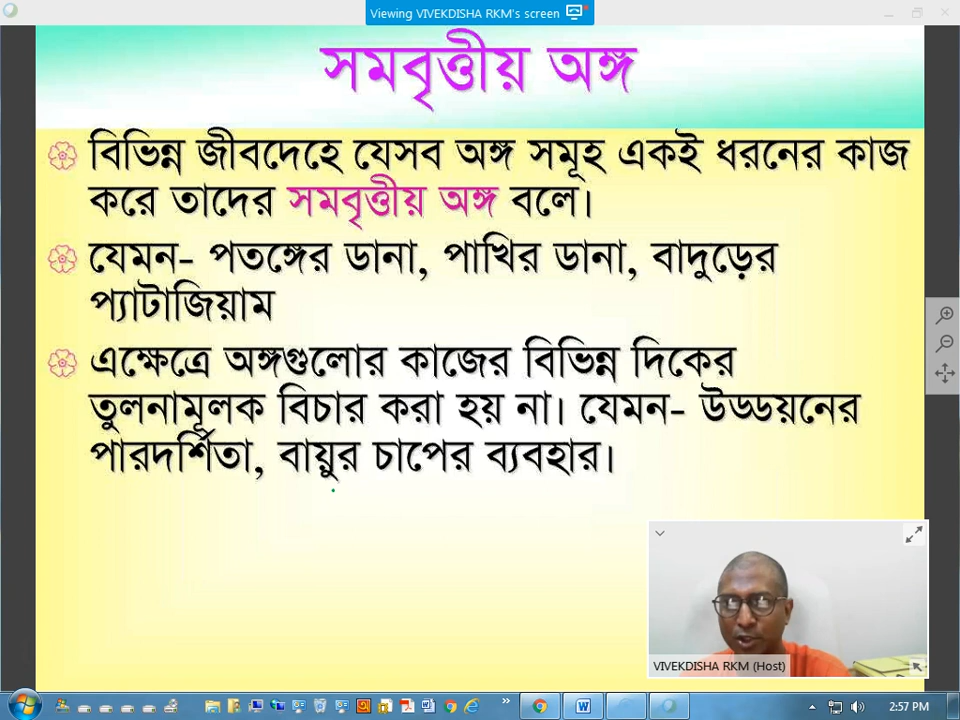 Viewing VIVEKDISHA RKM's screen
সমবৃত্তীয় অঙ্গ
বিভিন্ন জীবদেহে যেসব অঙ্গ সমূহ একই ধরনের কাজ
করে তাদের সমবৃত্তীয় অঙ্গ বলে।
যেমন- পতঙ্গের ডানা, পাখির ডানা, বাদুড়ের
প্যাটাজিয়াম
এক্ষেত্রে অঙ্গগুলোর কাজের বিভিন্ন দিকের
তুলনামূলক বিচার করা হয় না। যেমন- উড্ডয়নের
পারদর্শিতা, বায়ুর চাপের ব্যবহার।
VIVEKDISHA RKM (Host)
2:57 PM